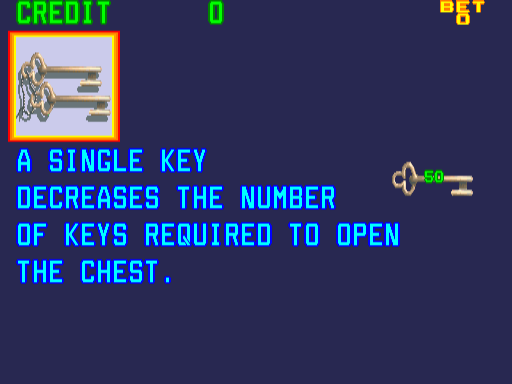 CREDIT 0 BET
0
A SINGLE KEY
DECREASES THE NUMBER
50
OF KEYS REQUIRED TO OPEN
THE CHEST.